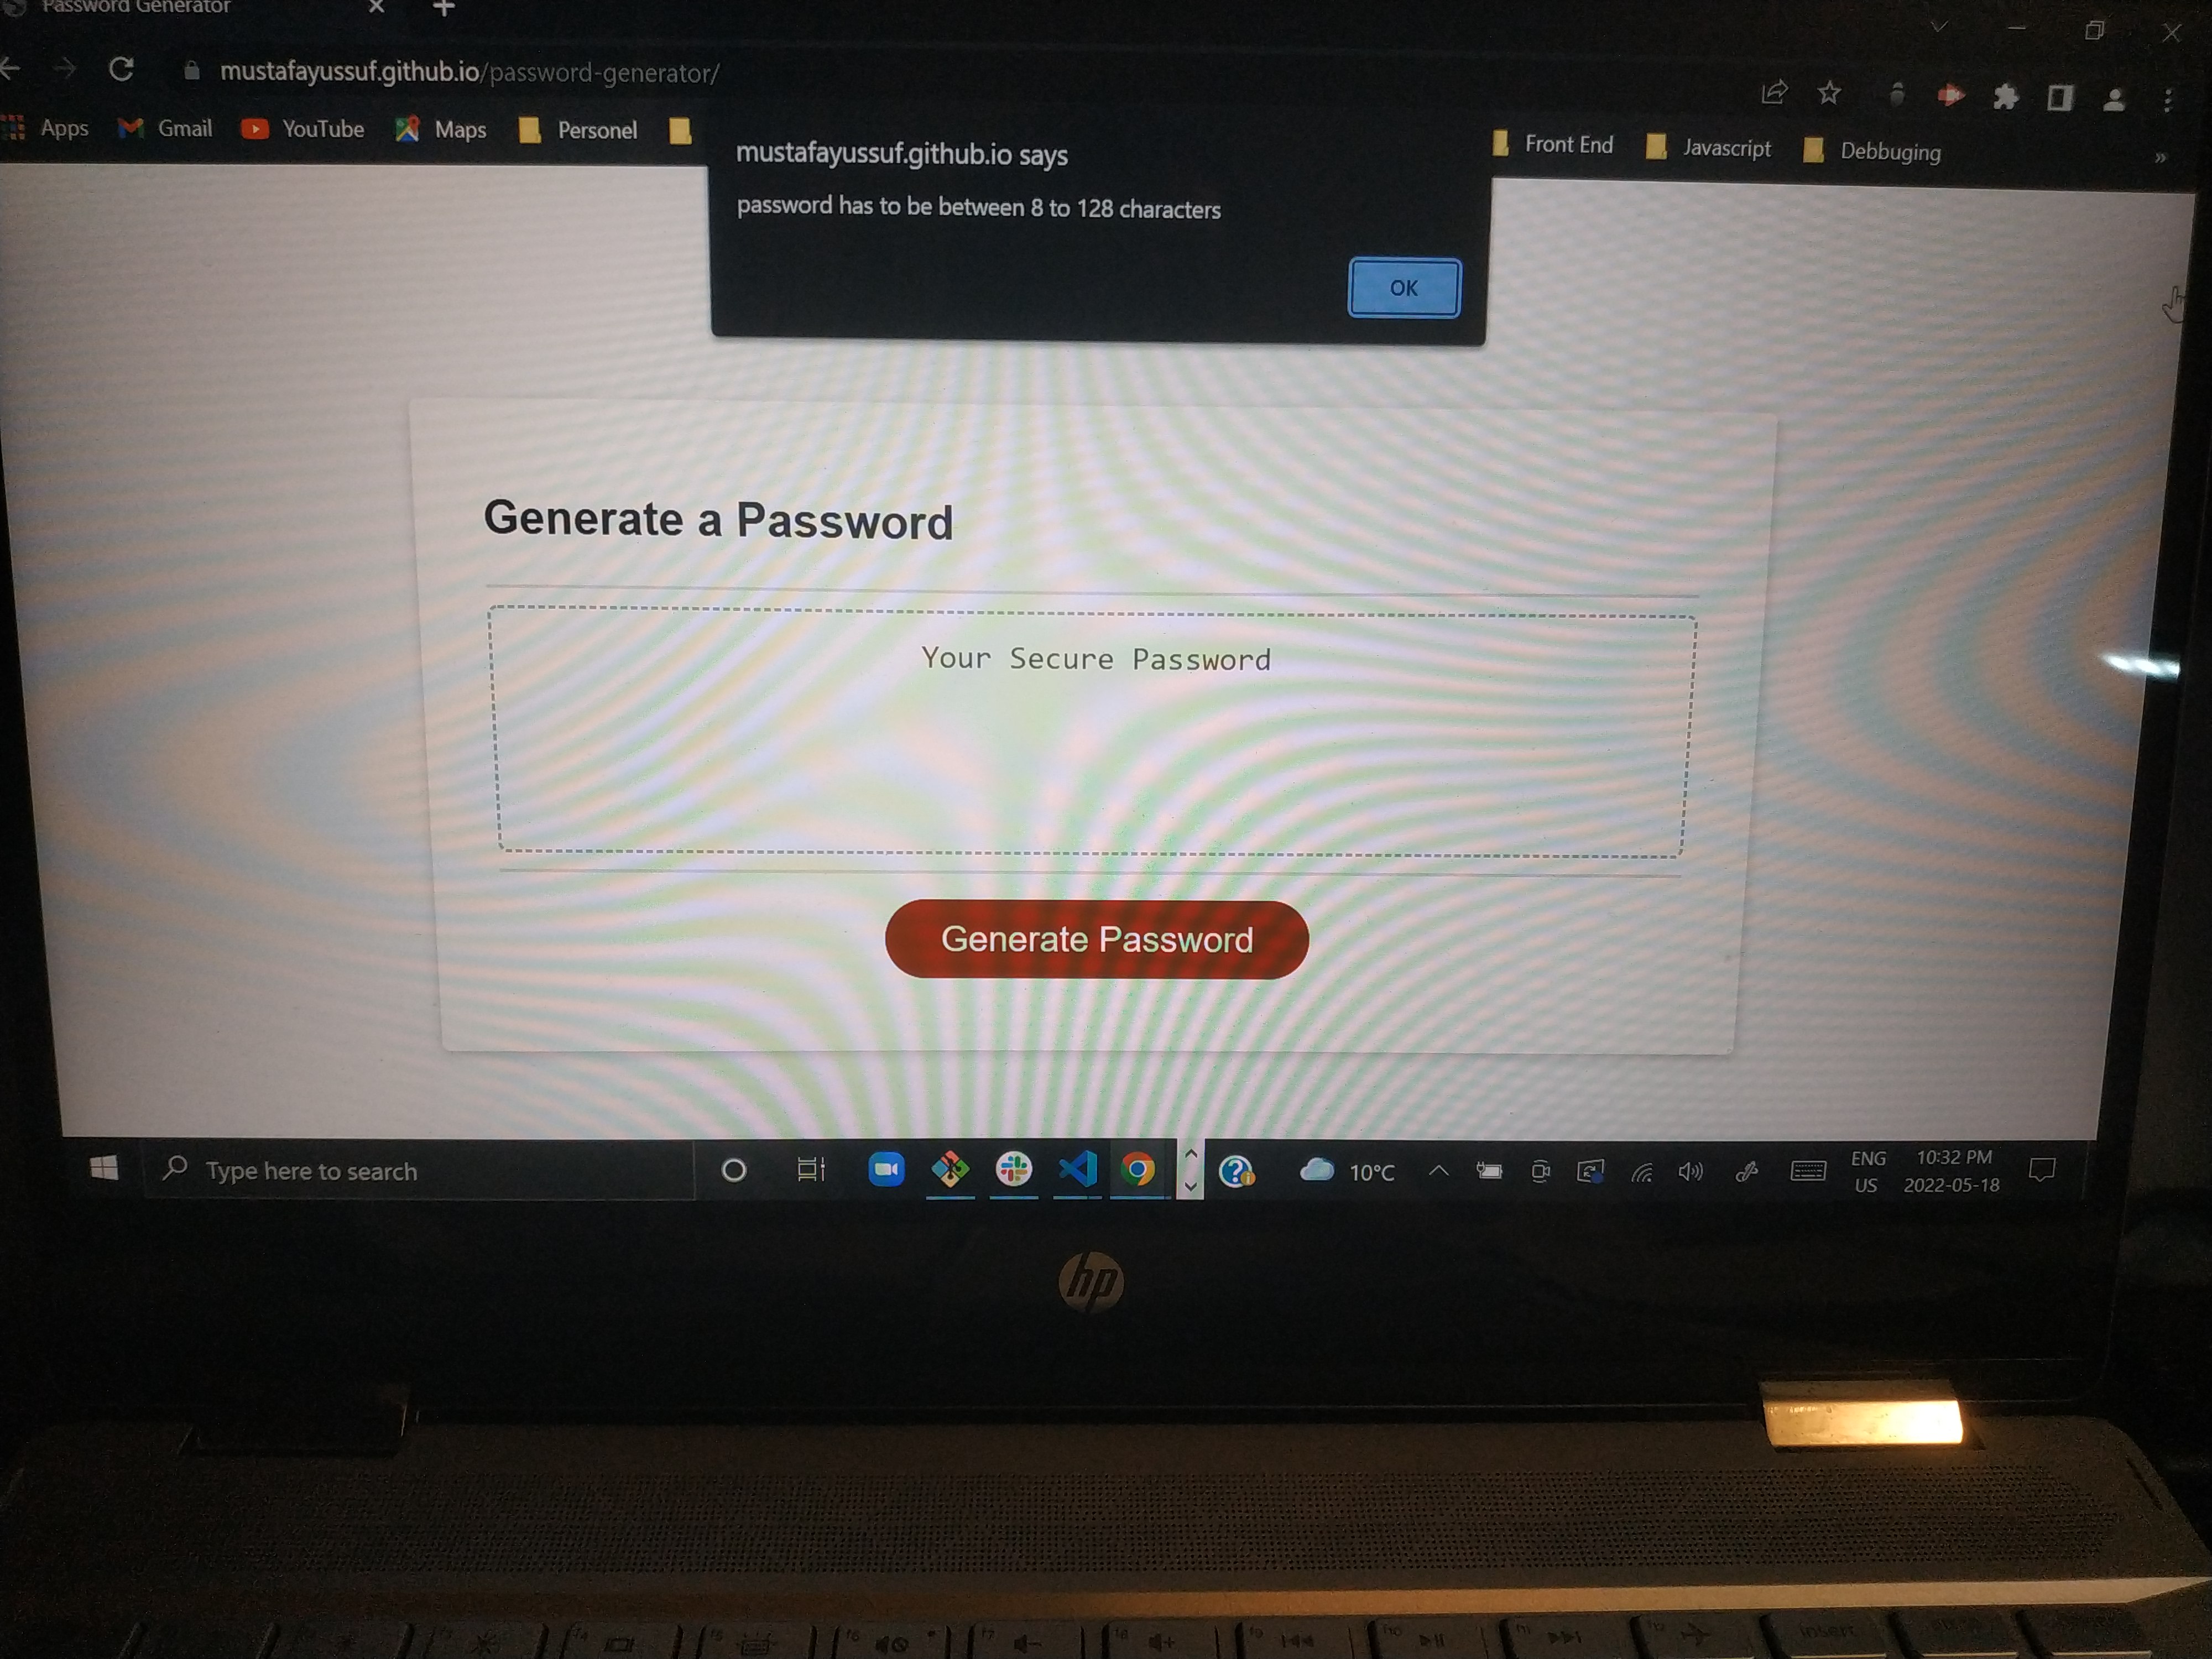 Password Generator
mustafayussuf.github.io/password-generator/
Apps Gmail YouTube Maps Personel Front End Javascript Debbuging »
mustafayussuf.github.io says
password has to be between 8 to 128 characters
OK
Generate a Password
Your Secure Password
Generate Password
Type here to search
10°C
ENG
US
10:32 PM
2022-05-18
hp
insert